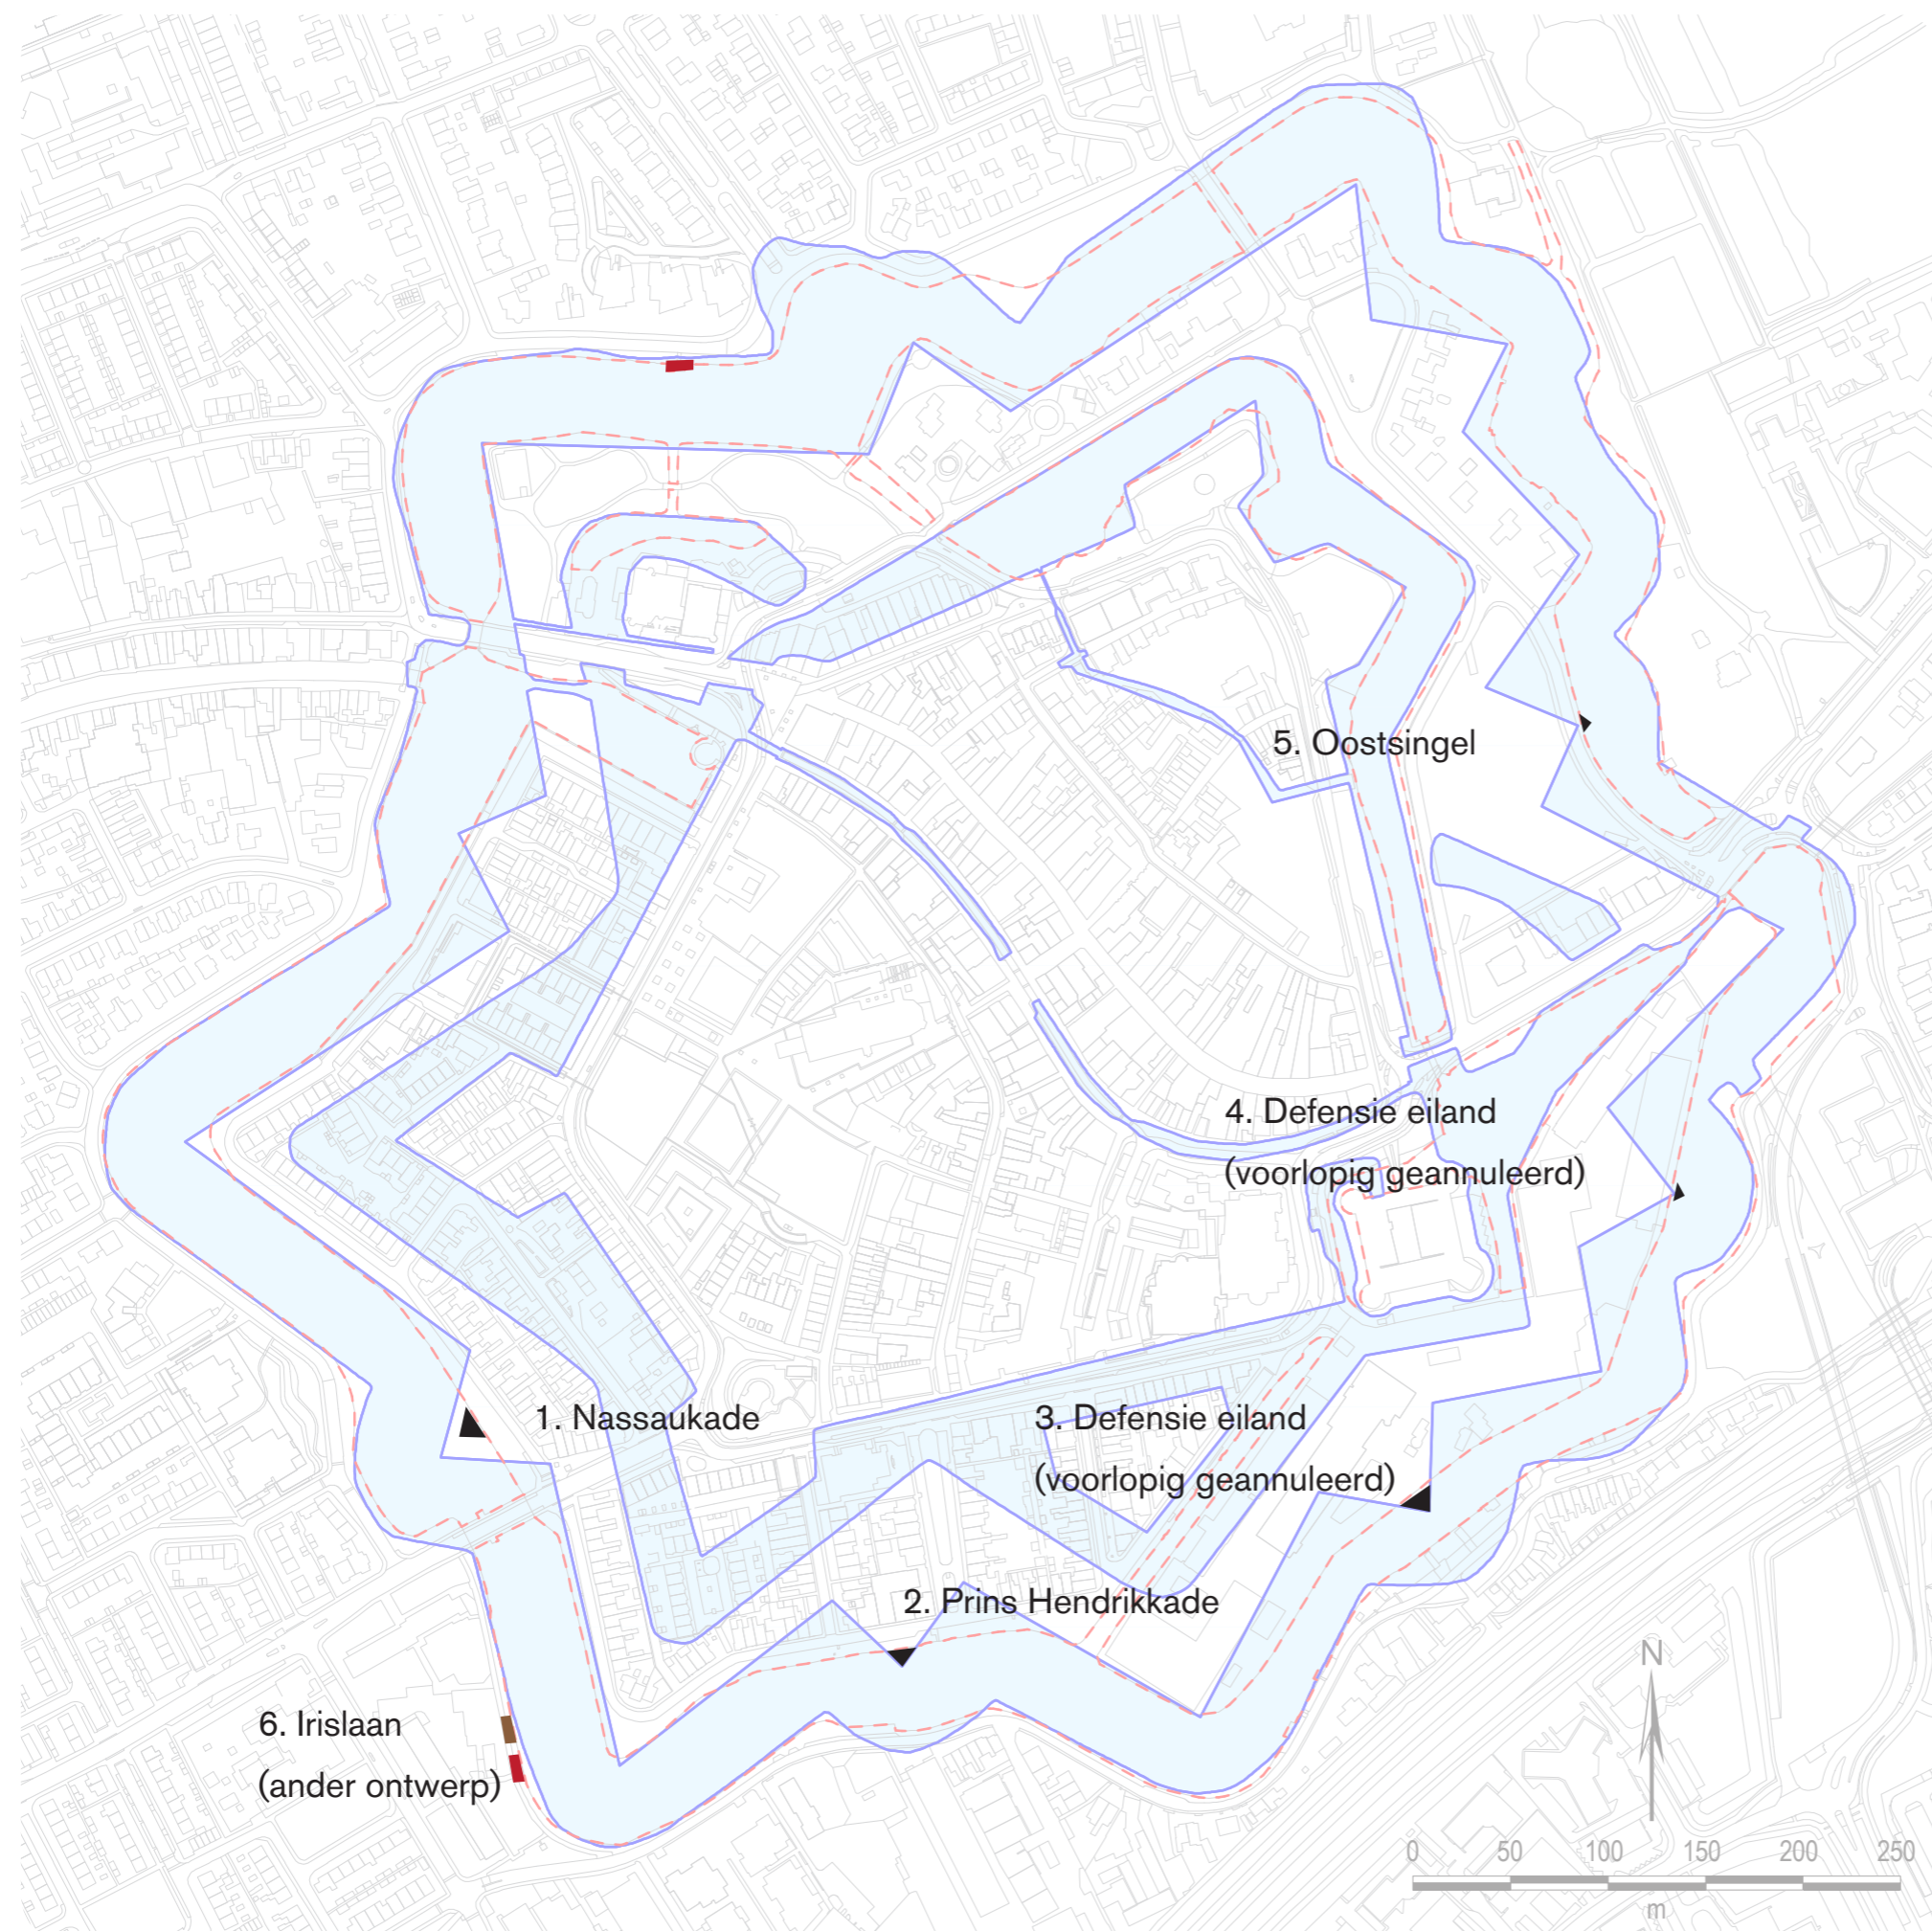 5. Oostsingel
4. Defensie eiland
(voorlopig geannuleerd)
1. Nassaukade
3. Defensie eiland
(voorlopig geannuleerd)
2. Prins Hendrikkade
6. Irislaan
(ander ontwerp)
N
0 50 100 150 200 250
m